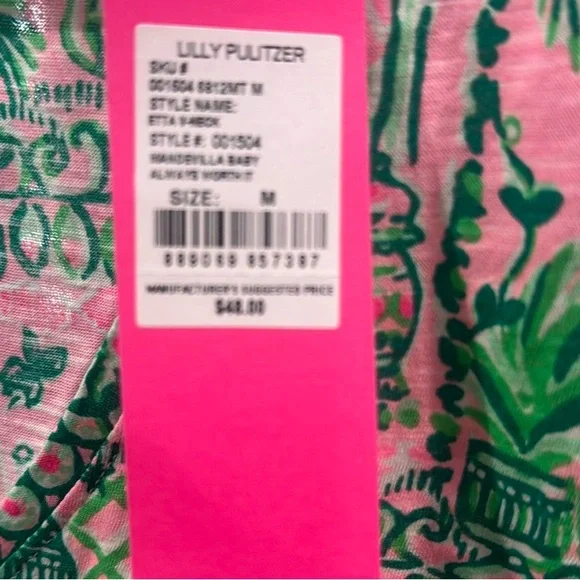 LILLY PULITZER
SKU #
001504 6812MT M
STYLE NAME:
ETTA V-NECK
STYLE #: 001504
MANDEVILLA BABY
ALWAYS WORTH IT
SIZE: M
889069 857387
MANUFACTURER'S SUGGESTED PRICE
$48.00